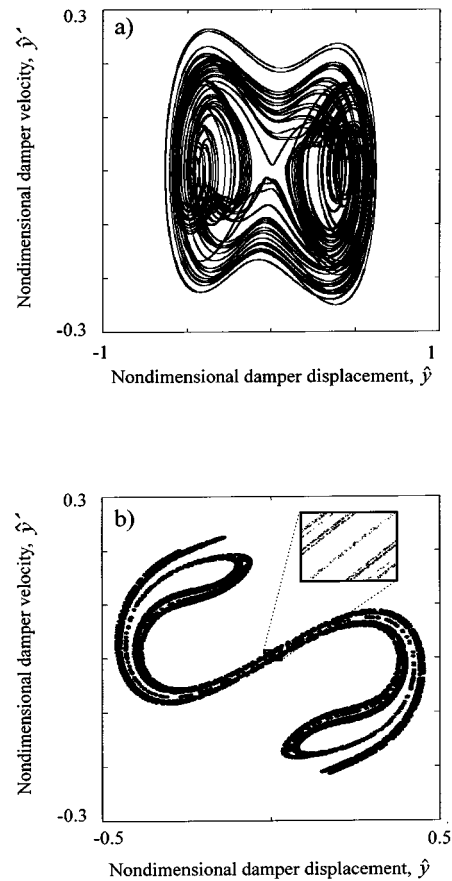 0.3
a)
Nondimensional damper velocity, ŷ´
-0.3
-1
1
Nondimensional damper displacement, ŷ
0.3
b)
Nondimensional damper velocity, ŷ´
-0.3
-0.5
0.5
Nondimensional damper displacement, ŷ